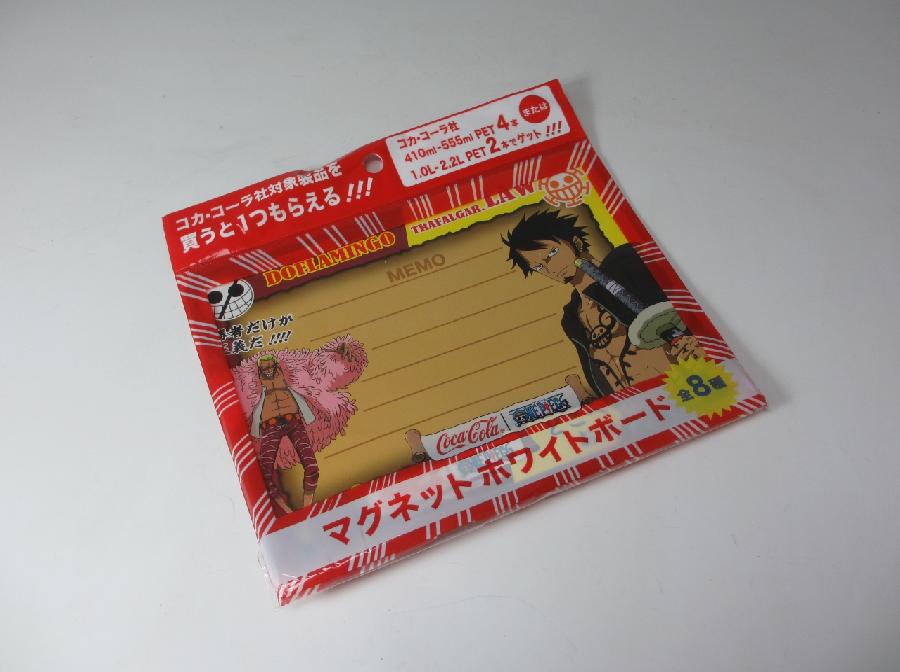 コカ・コーラ社対象製品を
買うと1つもらえる!!!
コカ・コーラ社
410ml-555ml PET 4本
または
1.0L-2.2L PET 2本でゲット!!!
DOFLAMINGO
TRAFALGAR.LAW
MEMO
者だけが
義だ!!!!
Coca-Cola
ONE PIECE
マグネットホワイトボード
全8種